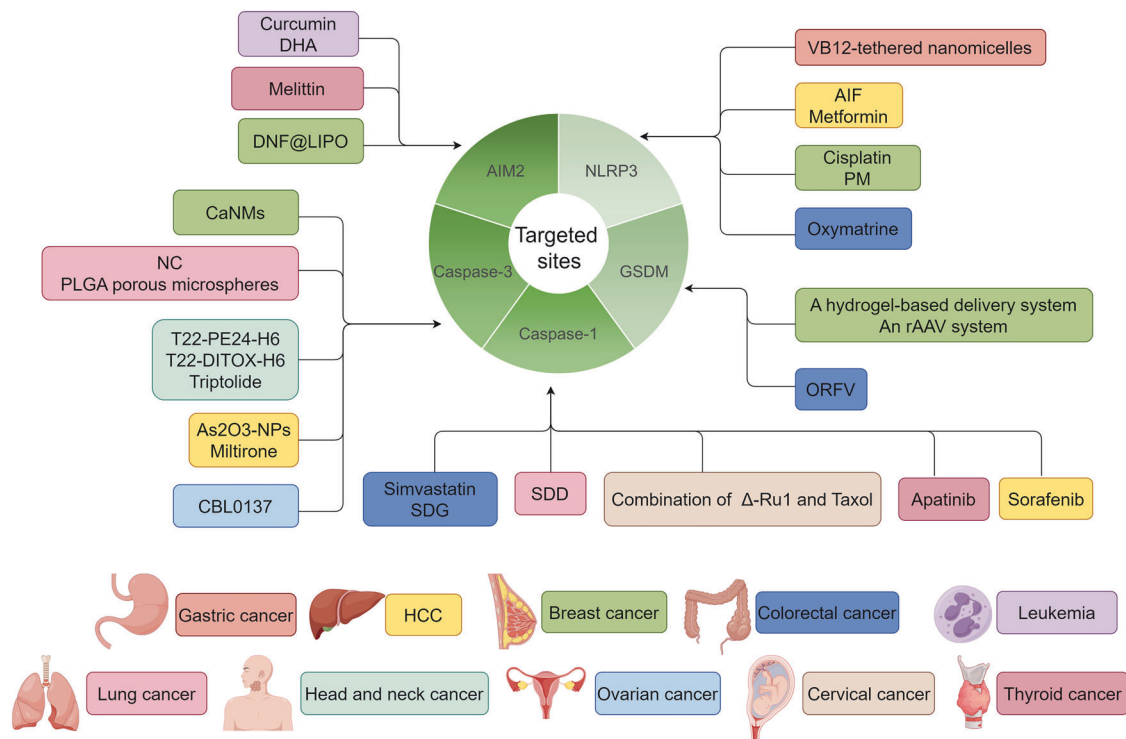 Curcumin
DHA
Melittin
DNF@LIPO
CaNMs
NC
PLGA porous microspheres
T22-PE24-H6
T22-DITOX-H6
Triptolide
As2O3-NPs
Miltirone
CBL0137
AIM2
NLRP3
Caspase-3
GSDM
Caspase-1
Targeted
sites
VB12-tethered nanomicelles
AIF
Metformin
Cisplatin
PM
Oxymatrine
A hydrogel-based delivery system
An rAAV system
ORFV
Simvastatin
SDG
SDD
Combination of Δ-Ru1 and Taxol
Apatinib
Sorafenib
Gastric cancer
HCC
Breast cancer
Colorectal cancer
Leukemia
Lung cancer
Head and neck cancer
Ovarian cancer
Cervical cancer
Thyroid cancer